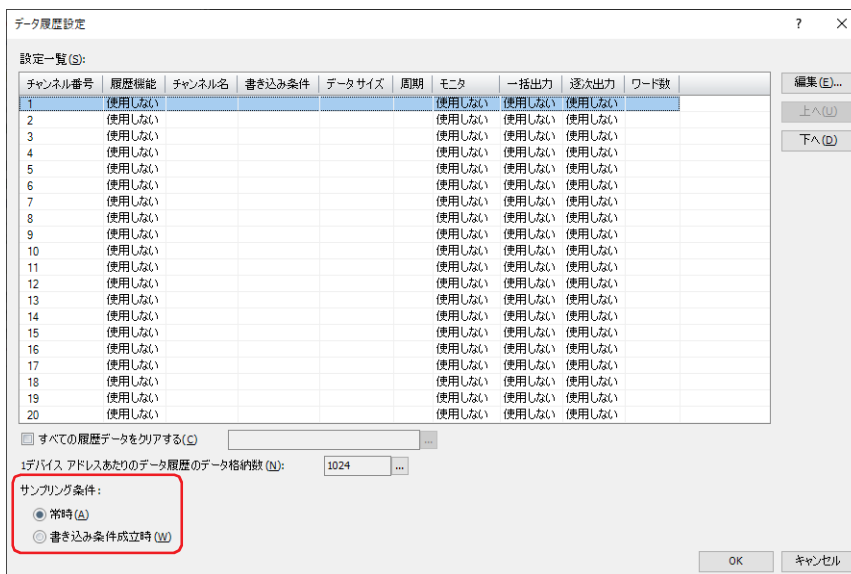 データ履歴設定
? ×
設定一覧(S):
チャンネル番号 履歴機能 チャンネル名 書き込み条件 データサイズ 周期 モニタ 一括出力 逐次出力 ワード数
1 使用しない 使用しない 使用しない 使用しない
2 使用しない 使用しない 使用しない 使用しない
3 使用しない 使用しない 使用しない 使用しない
4 使用しない 使用しない 使用しない 使用しない
5 使用しない 使用しない 使用しない 使用しない
6 使用しない 使用しない 使用しない 使用しない
7 使用しない 使用しない 使用しない 使用しない
8 使用しない 使用しない 使用しない 使用しない
9 使用しない 使用しない 使用しない 使用しない
10 使用しない 使用しない 使用しない 使用しない
11 使用しない 使用しない 使用しない 使用しない
12 使用しない 使用しない 使用しない 使用しない
13 使用しない 使用しない 使用しない 使用しない
14 使用しない 使用しない 使用しない 使用しない
15 使用しない 使用しない 使用しない 使用しない
16 使用しない 使用しない 使用しない 使用しない
17 使用しない 使用しない 使用しない 使用しない
18 使用しない 使用しない 使用しない 使用しない
19 使用しない 使用しない 使用しない 使用しない
20 使用しない 使用しない 使用しない 使用しない
編集(E)...
上へ(U)
下へ(D)
すべての履歴データをクリアする(C) ...
1デバイス アドレスあたりのデータ履歴のデータ格納数(N): 1024 ...
サンプリング条件:
常時(A)
書き込み条件成立時(W)
OK キャンセル